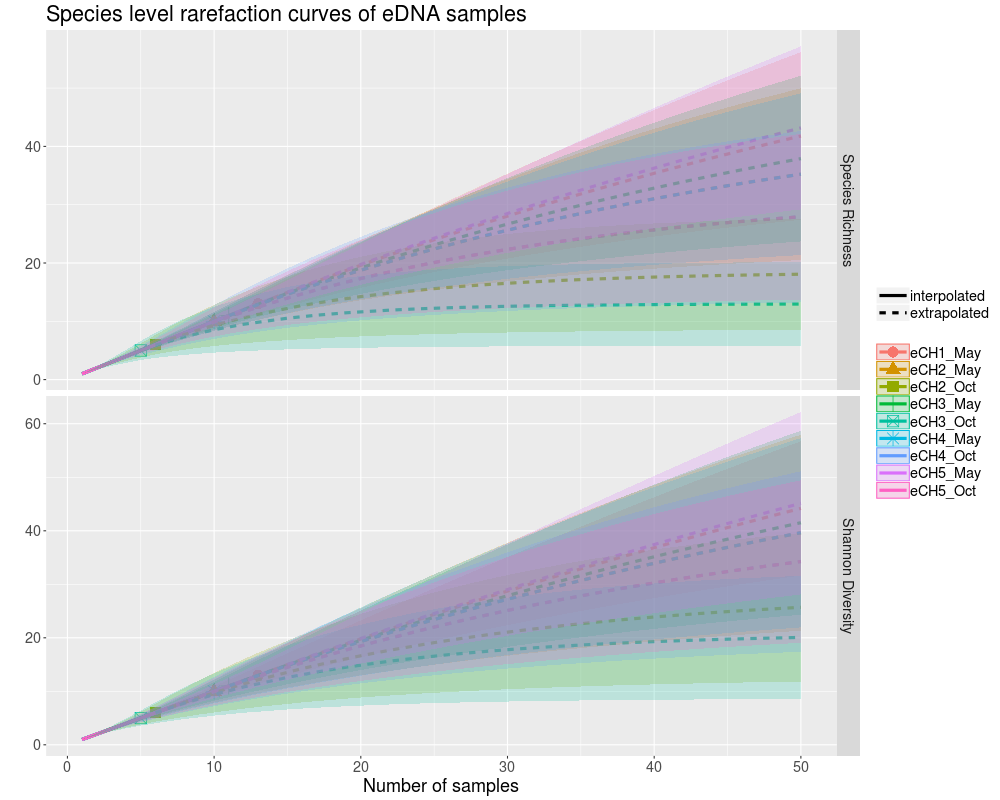 Species level rarefaction curves of eDNA samples
40
20
0
Species Richness
60
40
20
0
Shannon Diversity
0 10 20 30 40 50
Number of samples
interpolated
extrapolated
eCH1_May
eCH2_May
eCH2_Oct
eCH3_May
eCH3_Oct
eCH4_May
eCH4_Oct
eCH5_May
eCH5_Oct